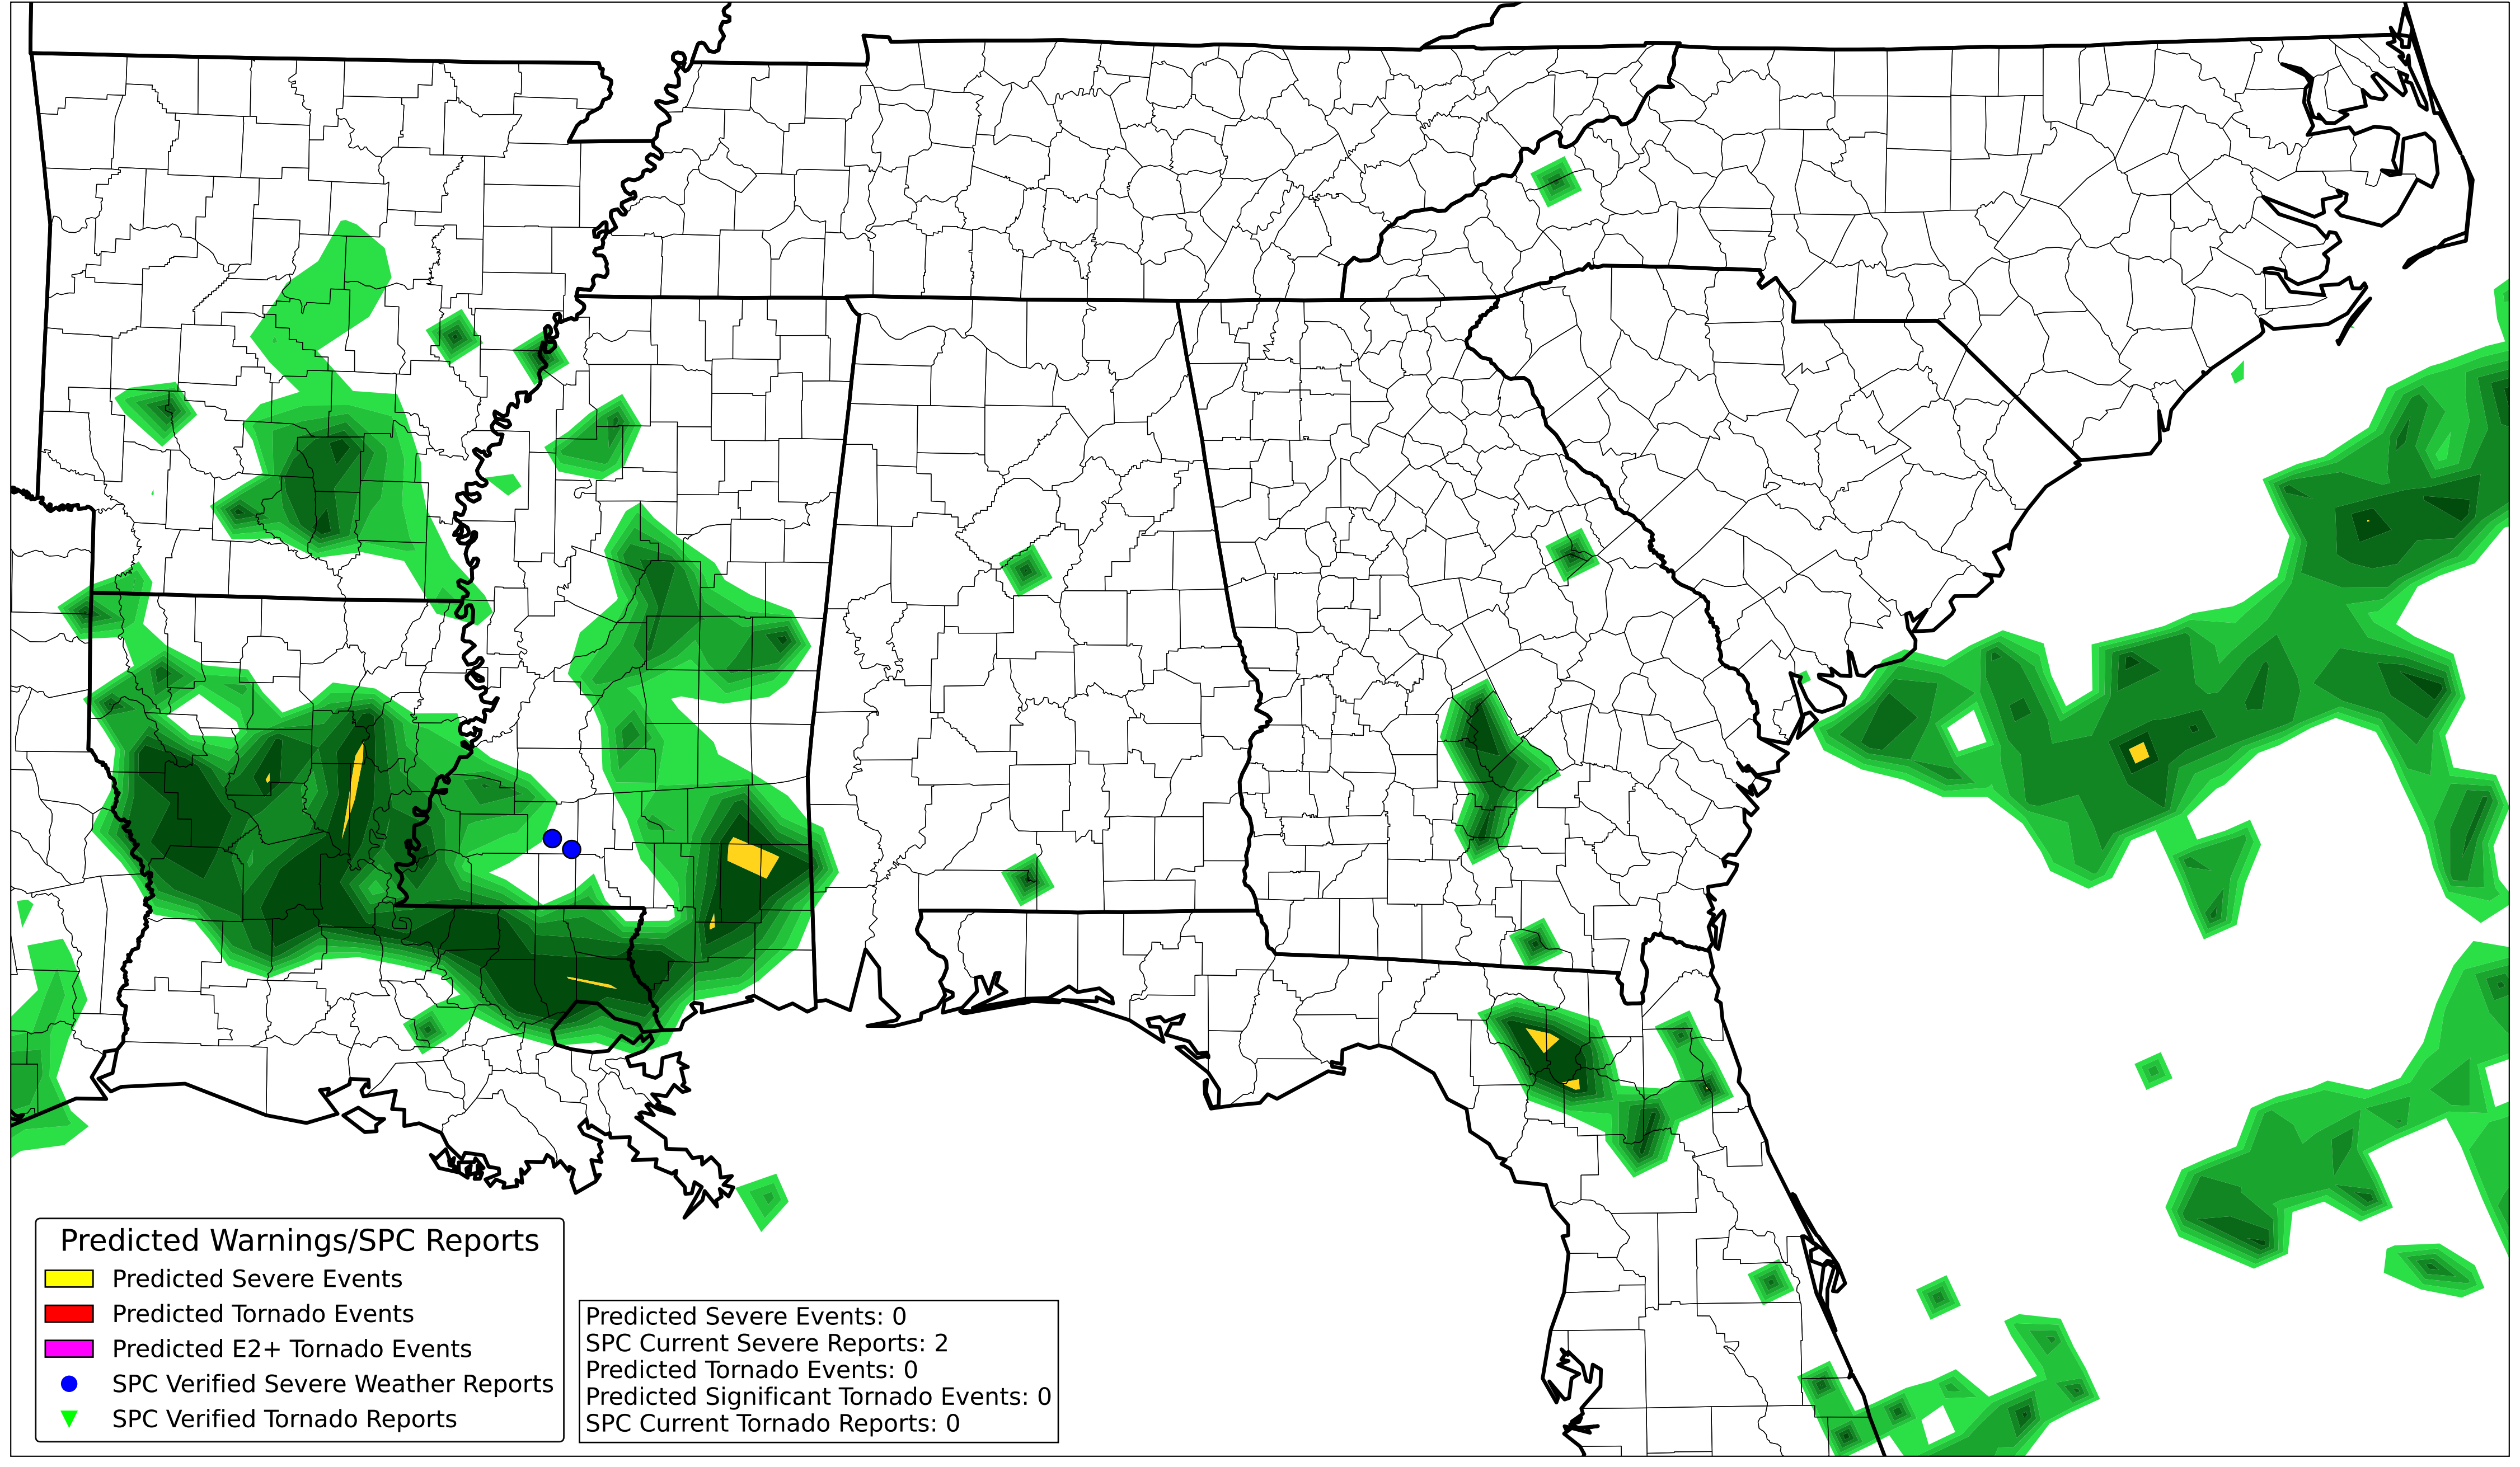 Predicted Warnings/SPC Reports
Predicted Severe Events
Predicted Tornado Events
Predicted E2+ Tornado Events
SPC Verified Severe Weather Reports
SPC Verified Tornado Reports
Predicted Severe Events: 0
SPC Current Severe Reports: 2
Predicted Tornado Events: 0
Predicted Significant Tornado Events: 0
SPC Current Tornado Reports: 0